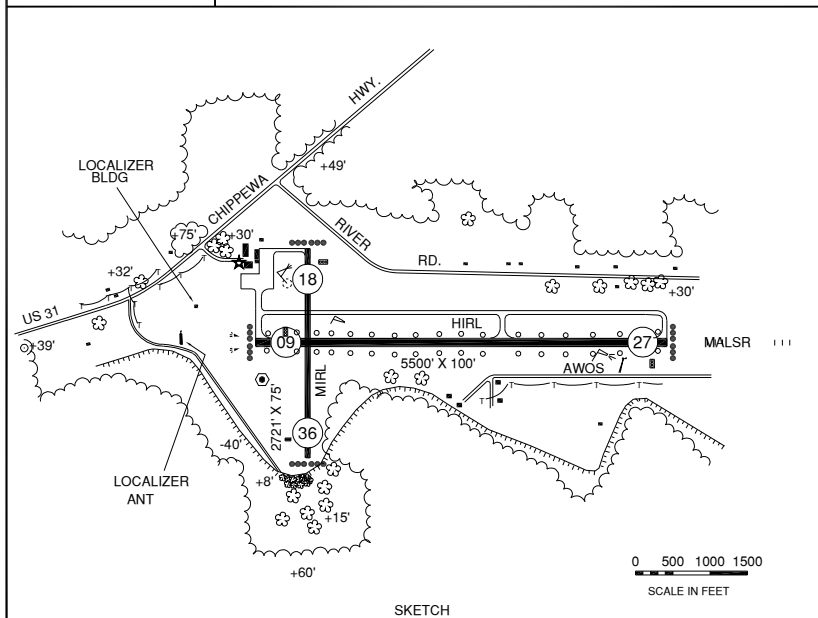 HWY.
LOCALIZER
BLDG
+49'
CHIPPEWA
+75'
+30'
RIVER
RD.
+32'
18
+30'
US 31
HIRL
09
27
MALSR
+39'
5500' X 100'
AWOS
MIRL
2721' X 75'
36
-40'
LOCALIZER
ANT
+8'
+15'
+60'
0 500 1000 1500
SCALE IN FEET
SKETCH